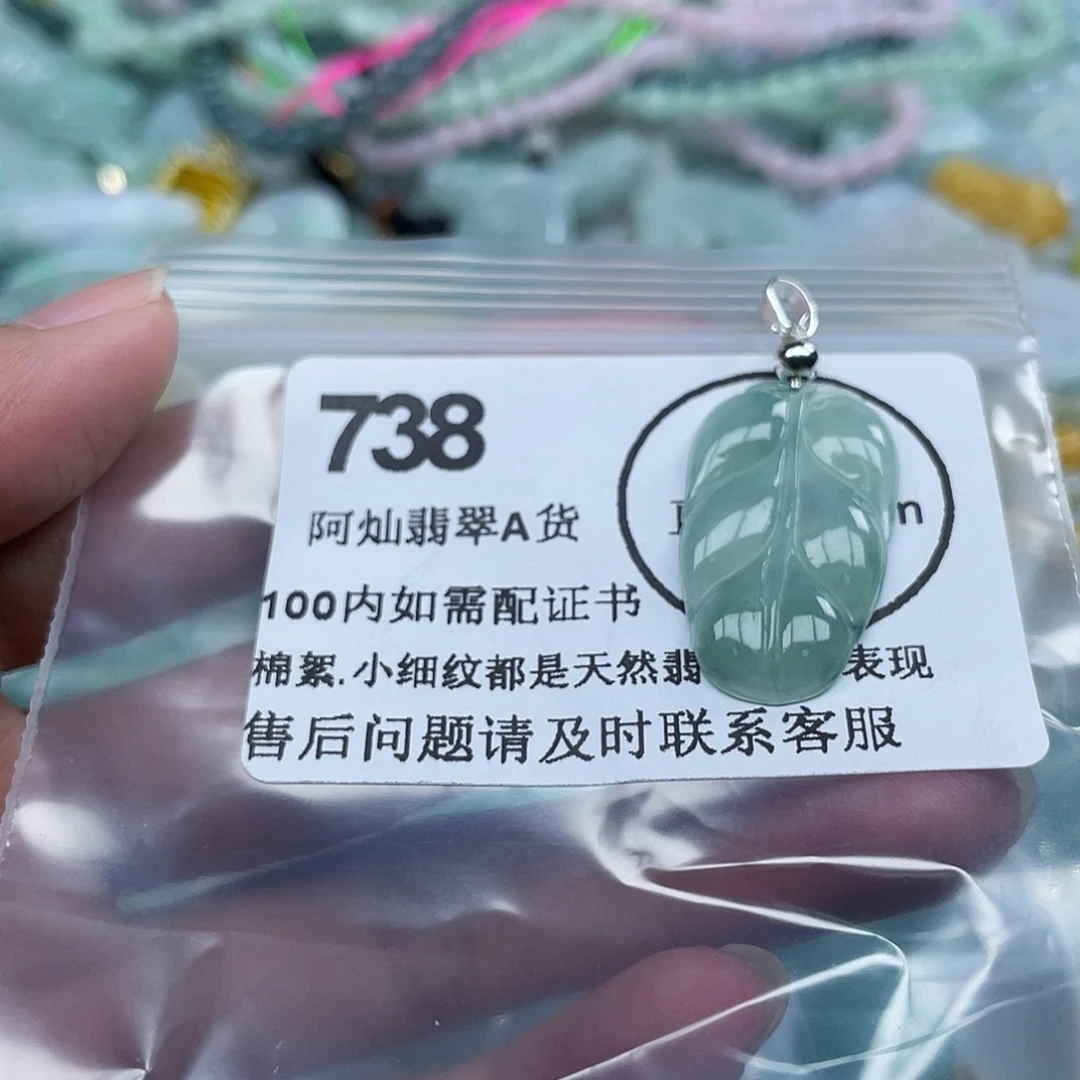 738
阿灿翡翠A货
n
100内如需配证书
棉絮.小细纹都是天然翡 表现
售后问题请及时联系客服